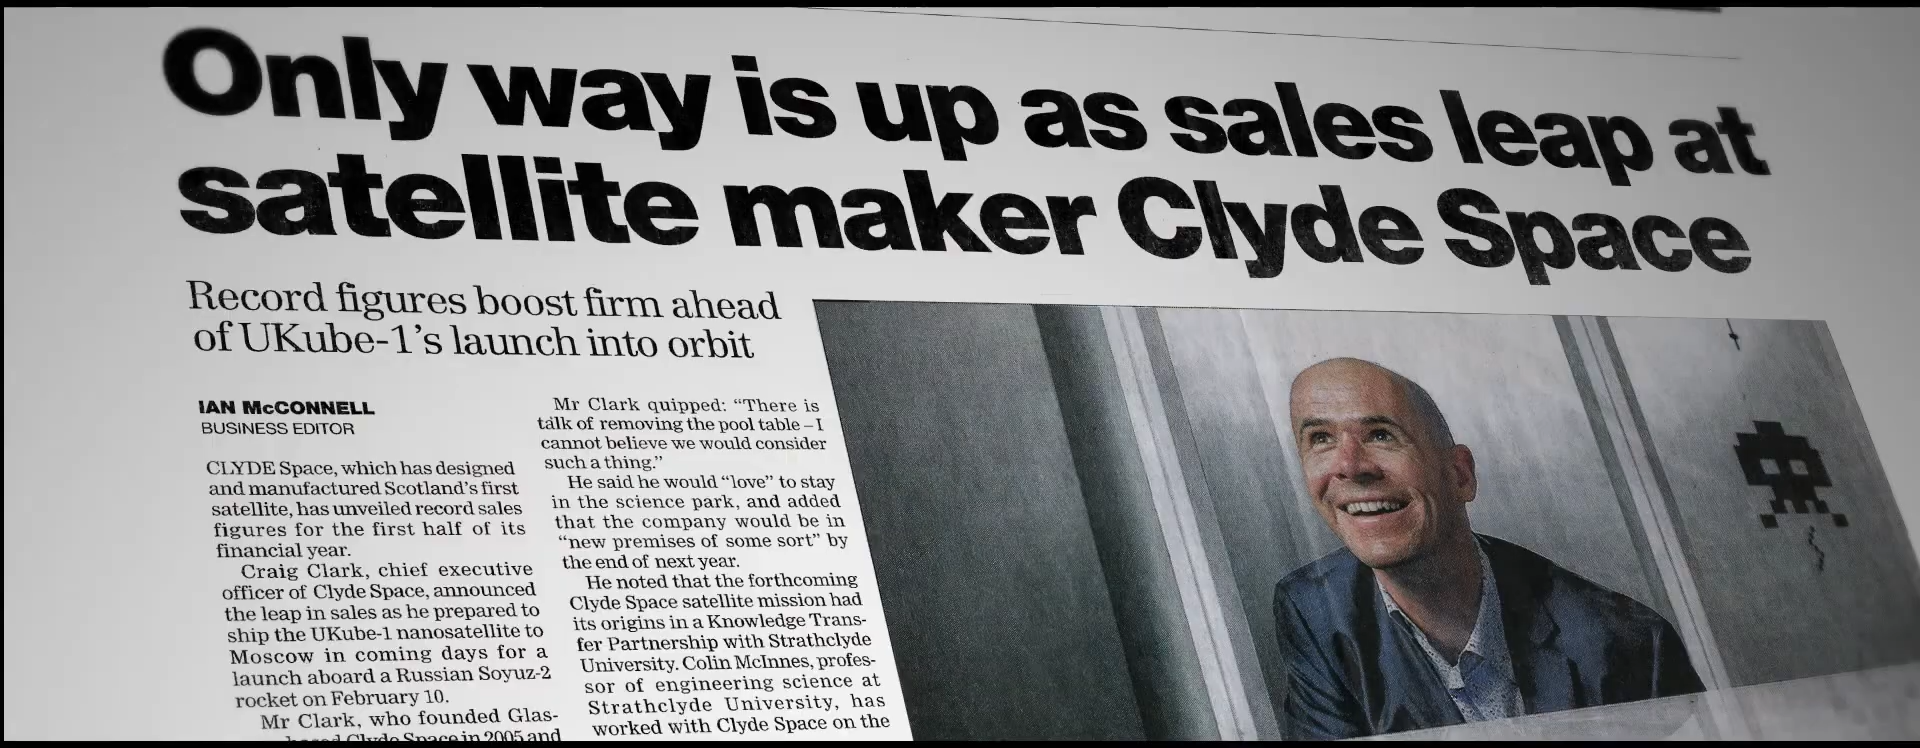 Only way is up as sales leap at
satellite maker Clyde Space
Record figures boost firm ahead
of UKube-1's launch into orbit
IAN McCONNELL
BUSINESS EDITOR
CLYDE Space, which has designed
and manufactured Scotland's first
satellite, has unveiled record sales
figures for the first half of its
financial year.
Craig Clark, chief executive
officer of Clyde Space, announced
the leap in sales as he prepared to
ship the UKube-1 nanosatellite to
Moscow in coming days for a
launch aboard a Russian Soyuz-2
rocket on February 10.
Mr Clark, who founded Glas-
based Clyde Space in 2005 and
Mr Clark quipped: “There is
talk of removing the pool table – I
cannot believe we would consider
such a thing.”
He said he would “love” to stay
in the science park, and added
that the company would be in
“new premises of some sort” by
the end of next year.
He noted that the forthcoming
Clyde Space satellite mission had
its origins in a Knowledge Trans-
fer Partnership with Strathclyde
University. Colin McInnes, profes-
sor of engineering science at
Strathclyde University, has
worked with Clyde Space on the